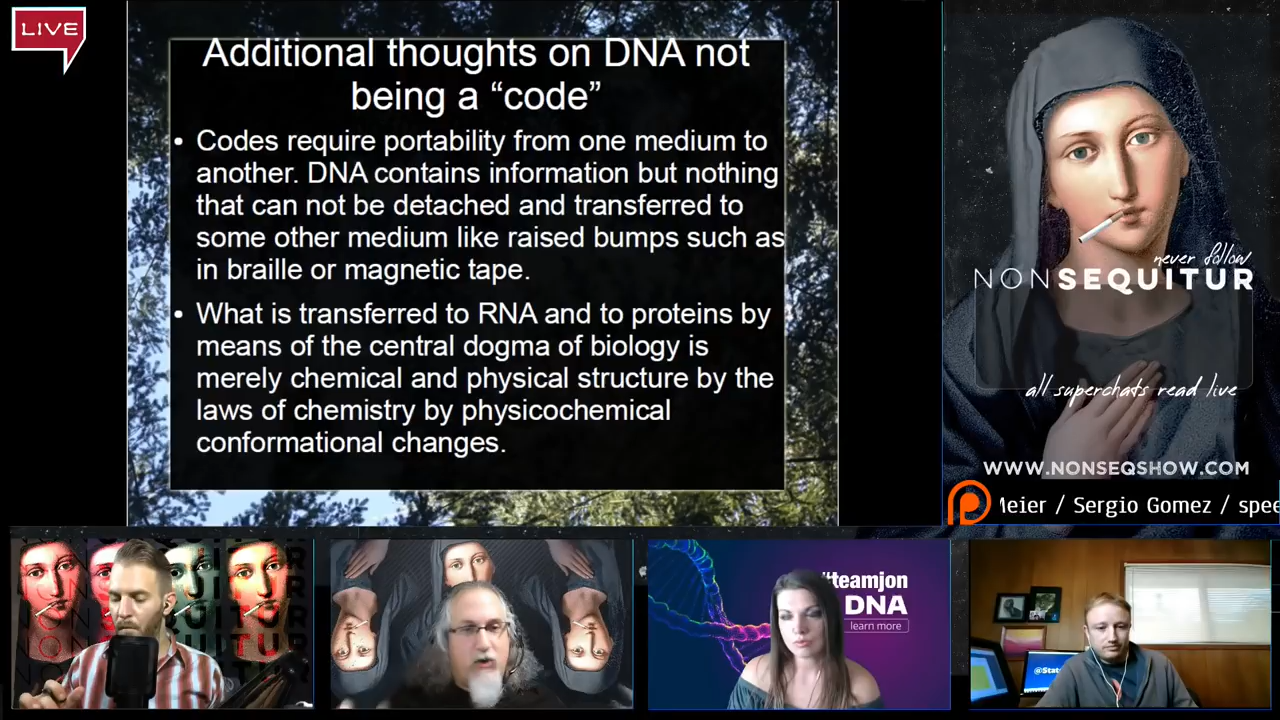 LIVE
Additional thoughts on DNA not
being a “code”
• Codes require portability from one medium to
another. DNA contains information but nothing
that can not be detached and transferred to
some other medium like raised bumps such as
in braille or magnetic tape.
• What is transferred to RNA and to proteins by
means of the central dogma of biology is
merely chemical and physical structure by the
laws of chemistry by physicochemical
conformational changes.
never follow
NONSEQUITUR
all superchats read live
WWW.NONSEQSHOW.COM
Meier / Sergio Gomez / spee
#teamjon
DNA
learn more
@Stat